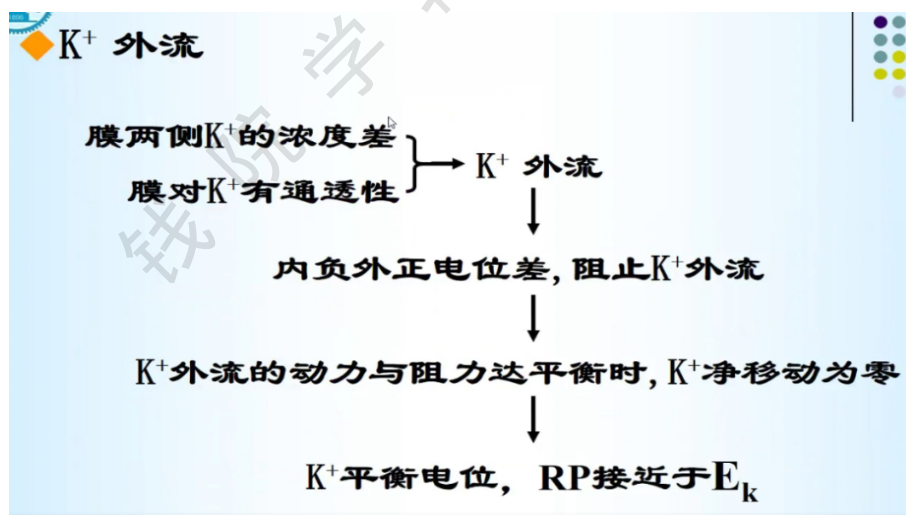 K⁺ 外流
膜两侧K⁺的浓度差
膜对K⁺有通透性
K⁺ 外流
内负外正电位差, 阻止K⁺外流
K⁺外流的动力与阻力达平衡时, K⁺净移动为零
K⁺平衡电位, RP接近于Eₖ
钱院学